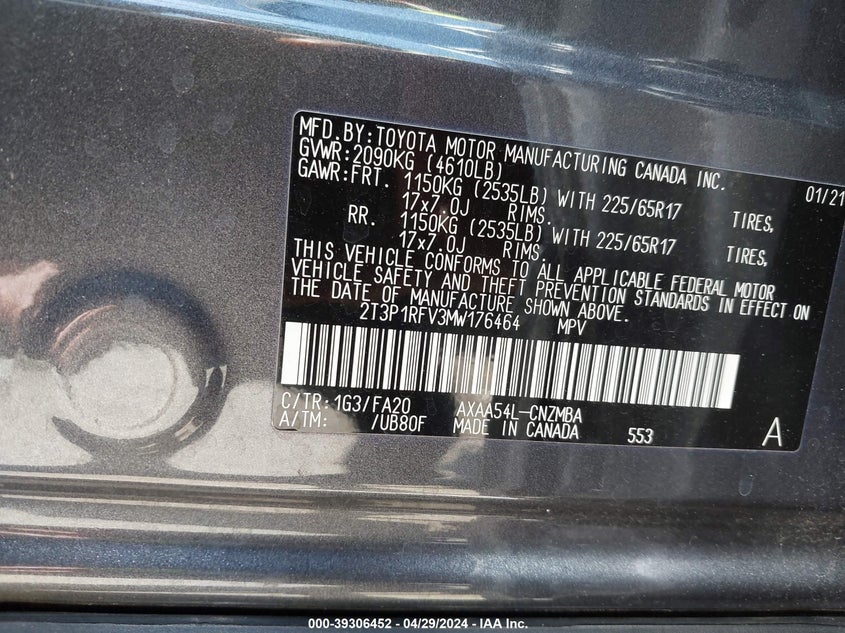 MFD.BY:TOYOTA MOTOR MANUFACTURING CANADA INC. 01/21
GVWR:2090KG (4610LB)
GAWR:FRT. 1150KG (2535LB) WITH 225/65R17 TIRES,
17x7.0J RIMS.
RR. 1150KG (2535LB) WITH 225/65R17 TIRES,
17x7.0J RIMS.
THIS VEHICLE CONFORMS TO ALL APPLICABLE FEDERAL MOTOR
VEHICLE SAFETY AND THEFT PREVENTION STANDARDS IN EFFECT ON
THE DATE OF MANUFACTURE SHOWN ABOVE.
2T3P1RFV3MW176464 MPV
C/TR:1G3/FA20 AXAA54L-CNZMBA
A/TM: /UB80F MADE IN CANADA 553 A
000-39306452 - 04/29/2024 - IAA Inc.